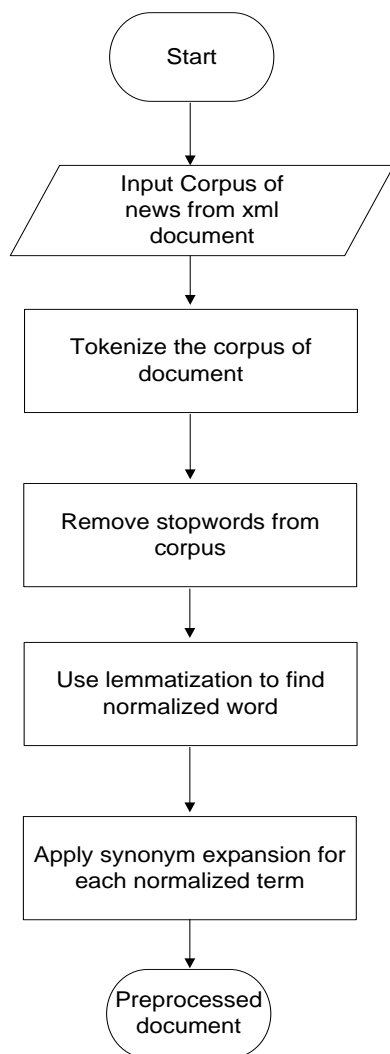 Start
Input Corpus of
news from xml
document
Tokenize the corpus of
document
Remove stopwords from
corpus
Use lemmatization to find
normalized word
Apply synonym expansion for
each normalized term
Preprocessed
document